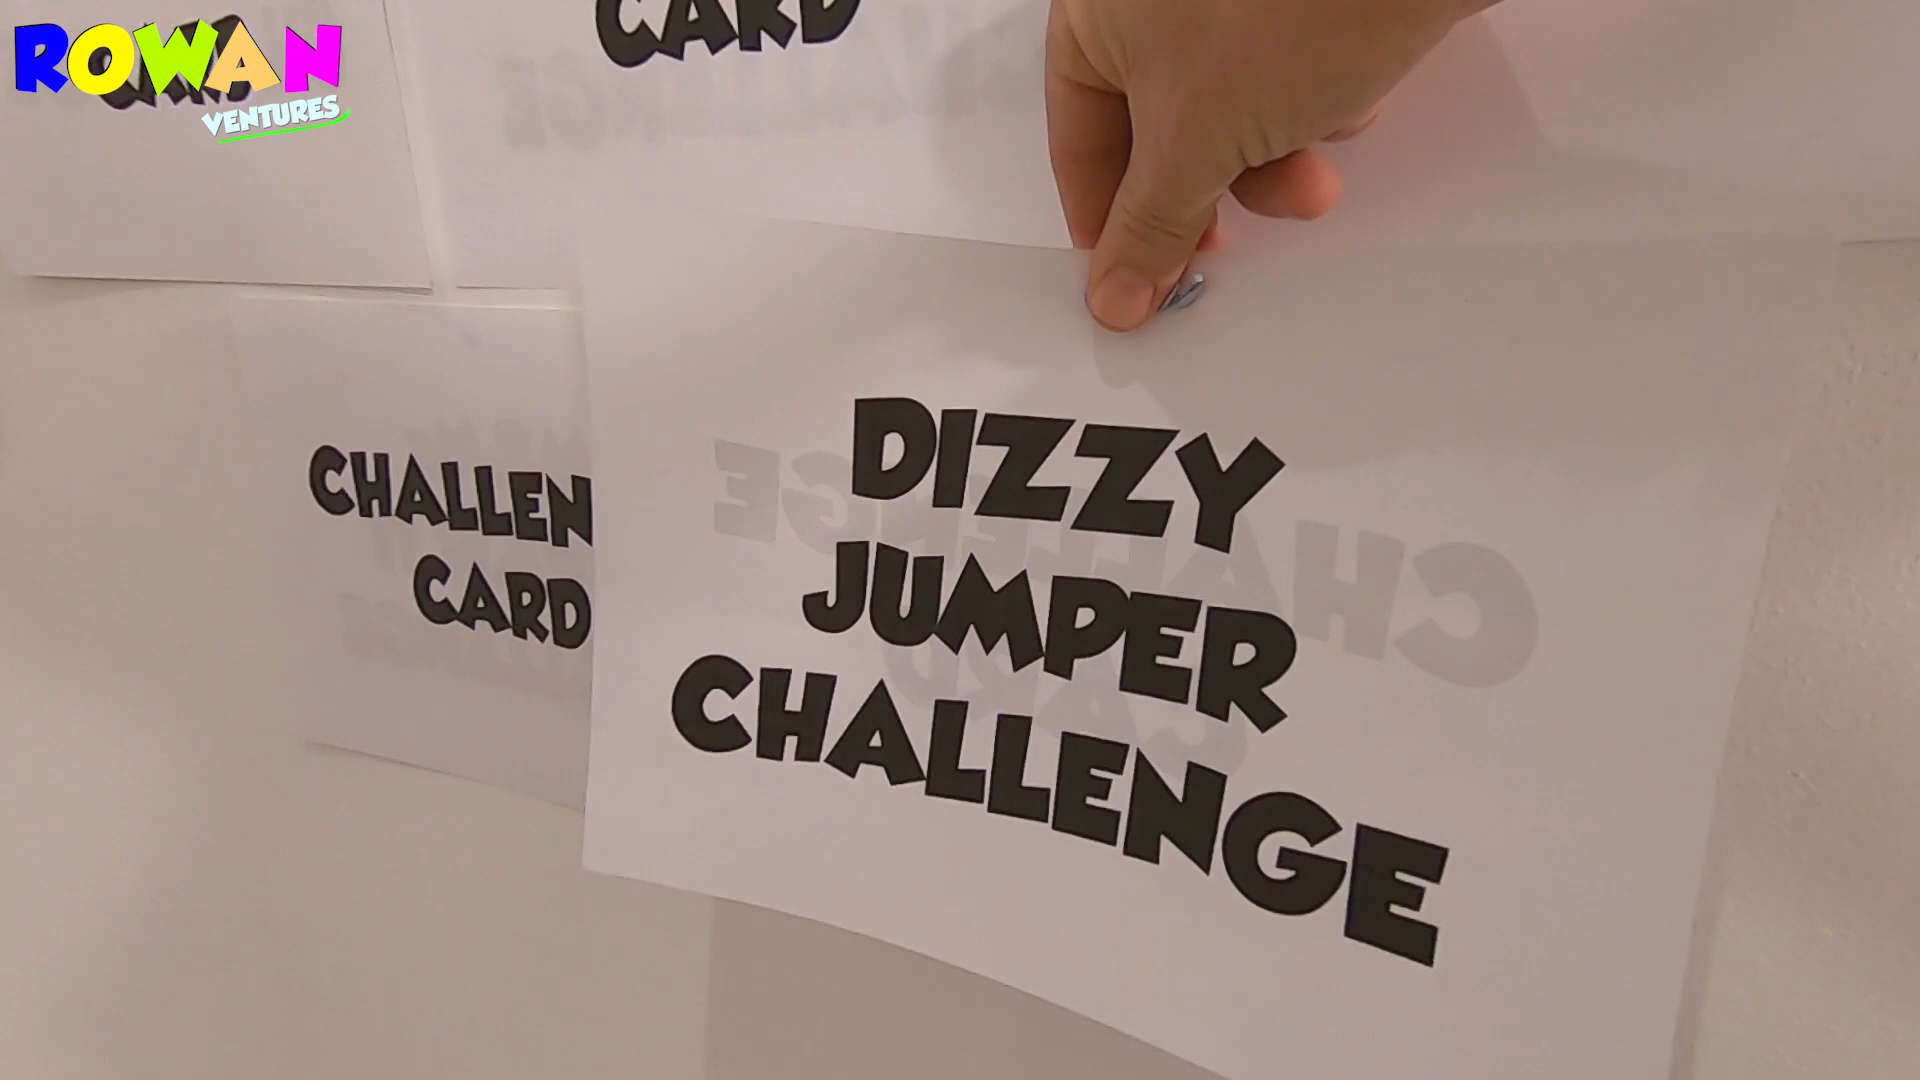 ROWAN
VENTURES
CARD
CHALLEN
CARD
DIZZY
JUMPER
CHALLENGE